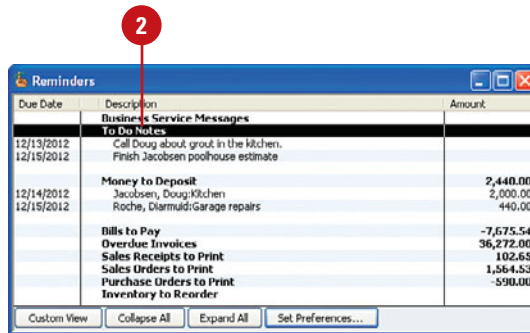 2
Reminders
Due Date Description Amount
Business Service Messages
To Do Notes
12/13/2012 Call Doug about grout in the kitchen.
12/15/2012 Finish Jacobsen poolhouse estimate
Money to Deposit 2,440.00
12/14/2012 Jacobsen, Doug:Kitchen 2,000.00
12/15/2012 Roche, Diarmuid:Garage repairs 440.00
Bills to Pay -7,675.54
Overdue Invoices 36,272.00
Sales Receipts to Print 102.65
Sales Orders to Print 1,564.53
Purchase Orders to Print -590.00
Inventory to Reorder
Custom View Collapse All Expand All Set Preferences...